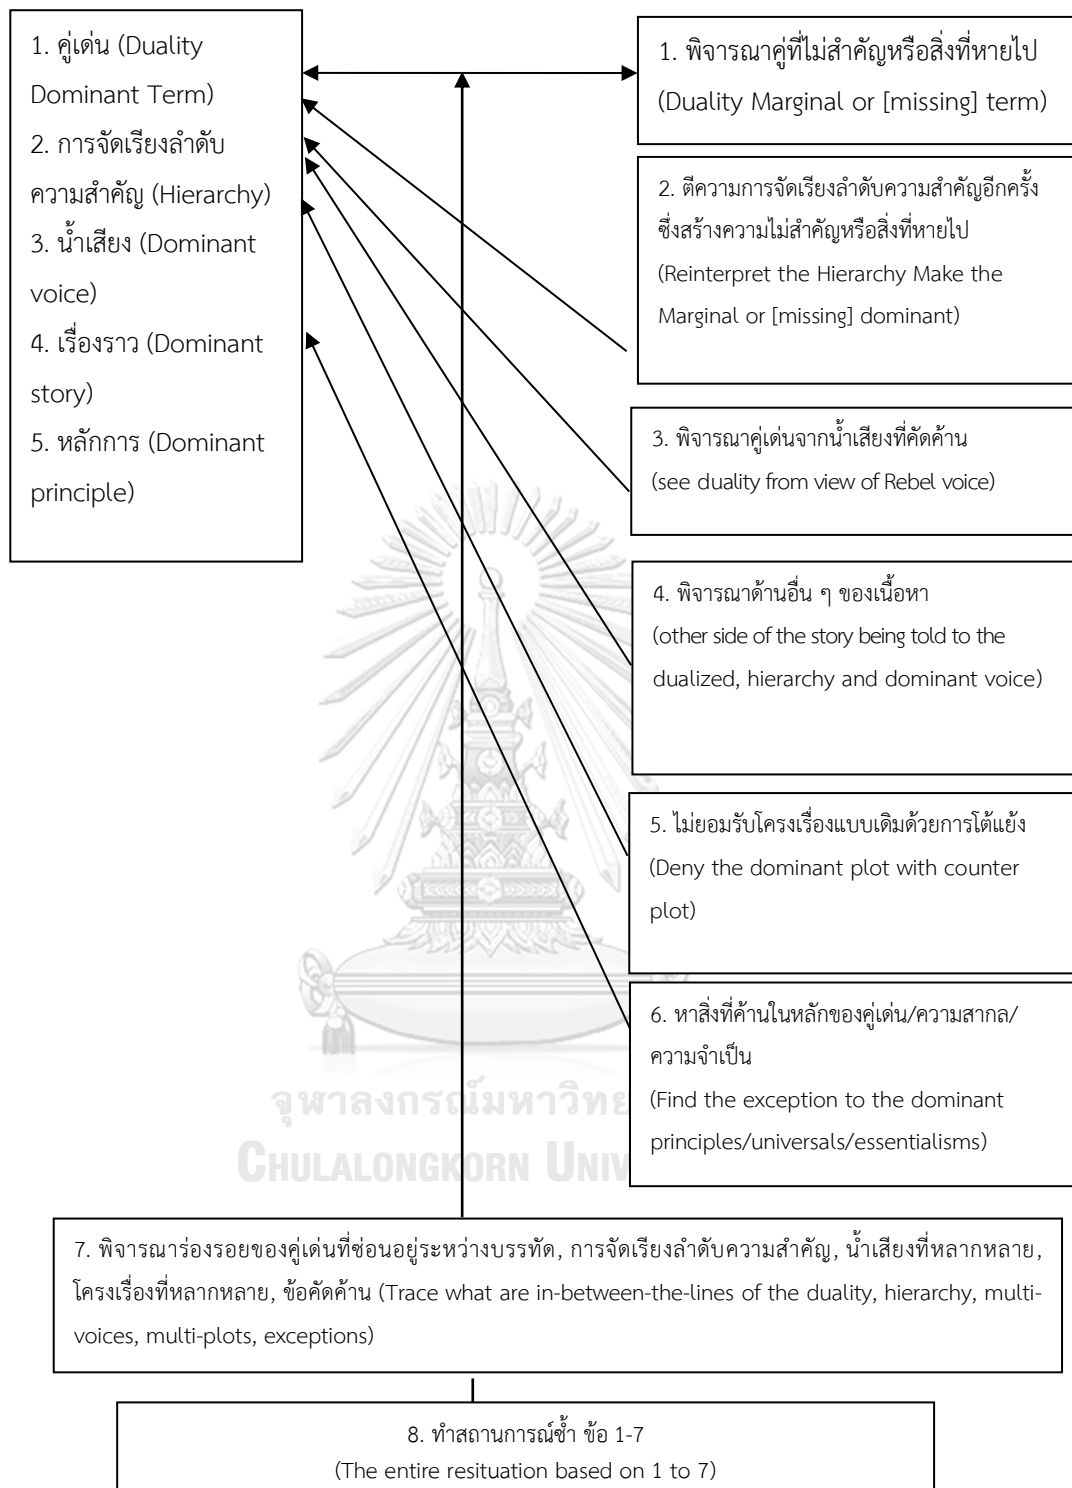 1. คู่เด่น (Duality
Dominant Term)
2. การจัดเรียงลำดับ
ความสำคัญ (Hierarchy)
3. น้ำเสียง (Dominant
voice)
4. เรื่องราว (Dominant
story)
5. หลักการ (Dominant
principle)
1. พิจารณาคู่ที่ไม่สำคัญหรือสิ่งที่หายไป
(Duality Marginal or [missing] term)
2. ตีความการจัดเรียงลำดับความสำคัญอีกครั้ง
ซึ่งสร้างความไม่สำคัญหรือสิ่งที่หายไป
(Reinterpret the Hierarchy Make the
Marginal or [missing] dominant)
3. พิจารณาคู่เด่นจากน้ำเสียงที่คัดค้าน
(see duality from view of Rebel voice)
4. พิจารณาด้านอื่น ๆ ของเนื้อหา
(other side of the story being told to the
dualized, hierarchy and dominant voice)
5. ไม่ยอมรับโครงเรื่องแบบเดิมด้วยการโต้แย้ง
(Deny the dominant plot with counter
plot)
6. หาสิ่งที่ค้านในหลักของคู่เด่น/ความสากล/
ความจำเป็น
(Find the exception to the dominant
principles/universals/essentialisms)
จุฬาลงกรณ์มหาวิทย
CHULALONGKORN UNIV
7. พิจารณาร่องรอยของคู่เด่นที่ซ่อนอยู่ระหว่างบรรทัด, การจัดเรียงลำดับความสำคัญ, น้ำเสียงที่หลากหลาย,
โครงเรื่องที่หลากหลาย, ข้อคัดค้าน (Trace what are in-between-the-lines of the duality, hierarchy, multi-
voices, multi-plots, exceptions)
8. ทำสถานการณ์ซ้ำ ข้อ 1-7
(The entire resituation based on 1 to 7)